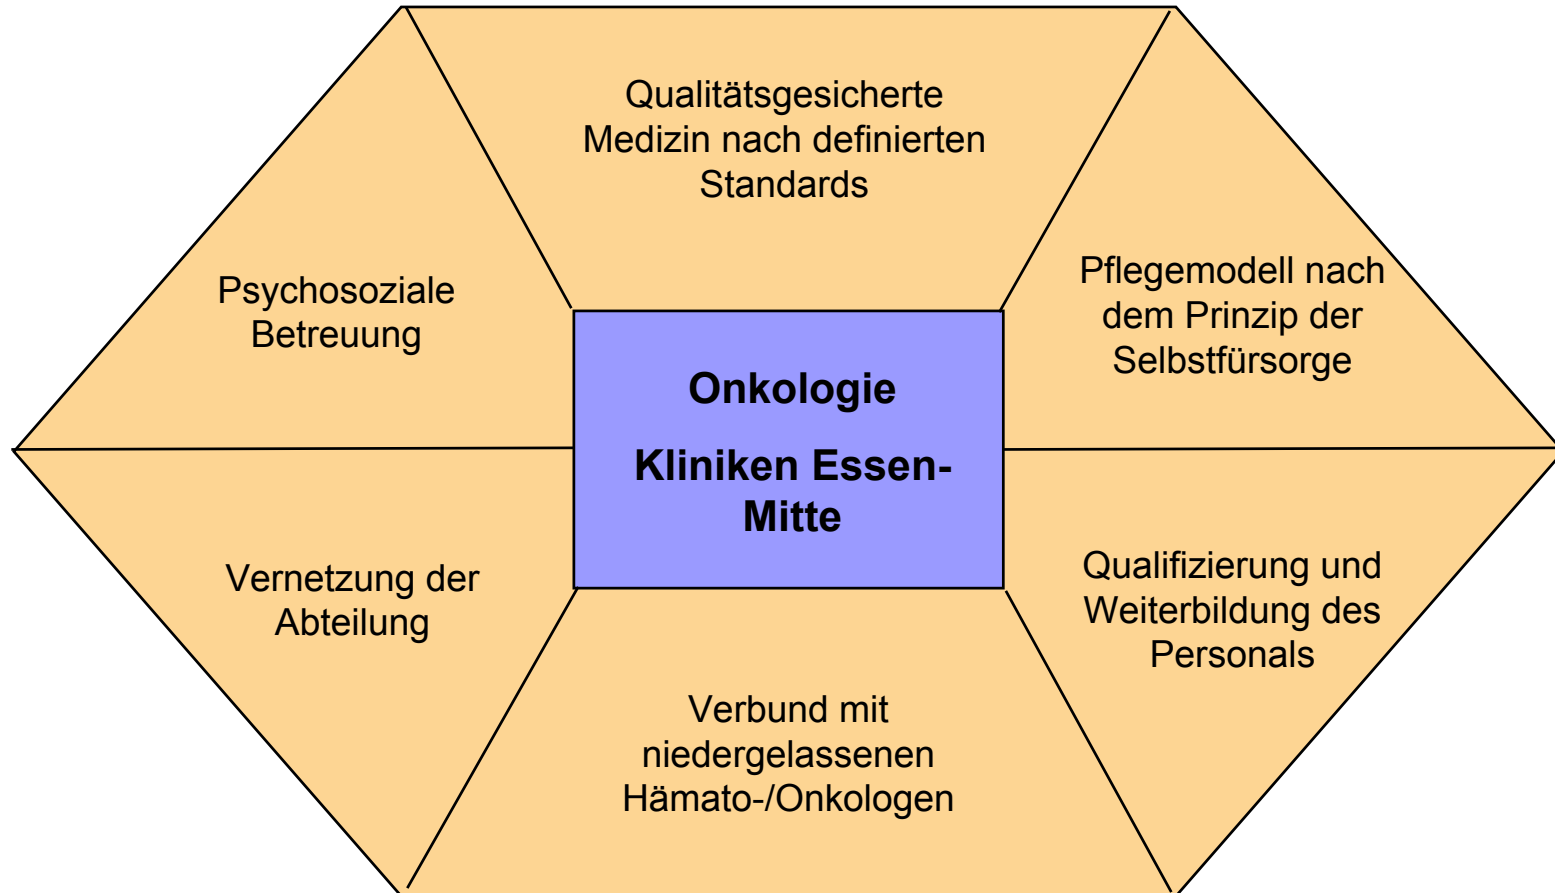 Qualitätsgesicherte
Medizin nach definierten
Standards
Psychosoziale
Betreuung
Pflegemodell nach
dem Prinzip der
Selbstfürsorge
Onkologie
Kliniken Essen-
Mitte
Vernetzung der
Abteilung
Qualifizierung und
Weiterbildung des
Personals
Verbund mit
niedergelassenen
Hämato-/Onkologen